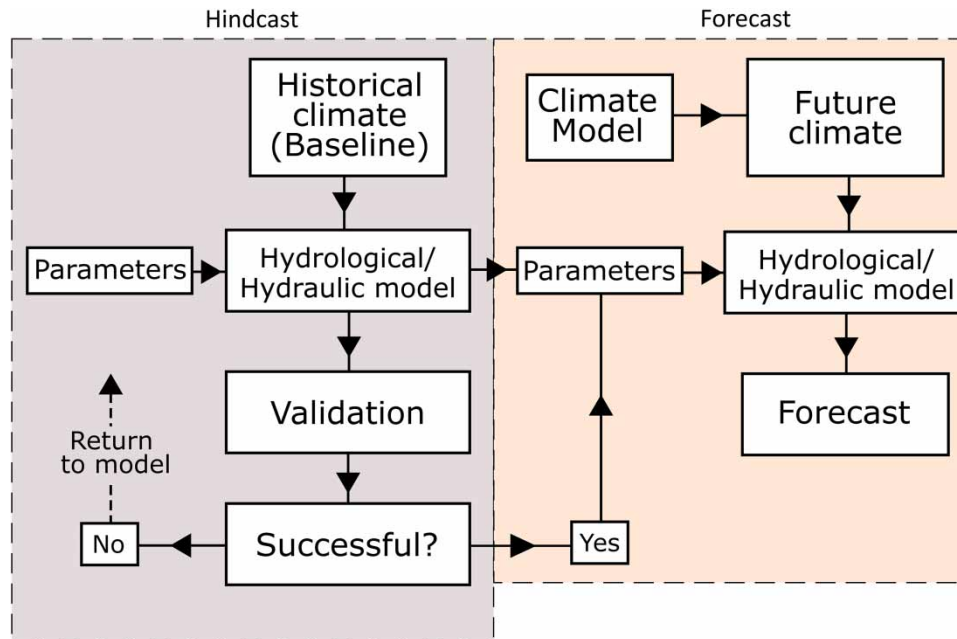 Hindcast
Forecast
Historical
climate
(Baseline)
Climate
Model
Future
climate
Parameters
Hydrological/
Hydraulic model
Parameters
Hydrological/
Hydraulic model
Validation
Forecast
Return
to model
No
Successful?
Yes